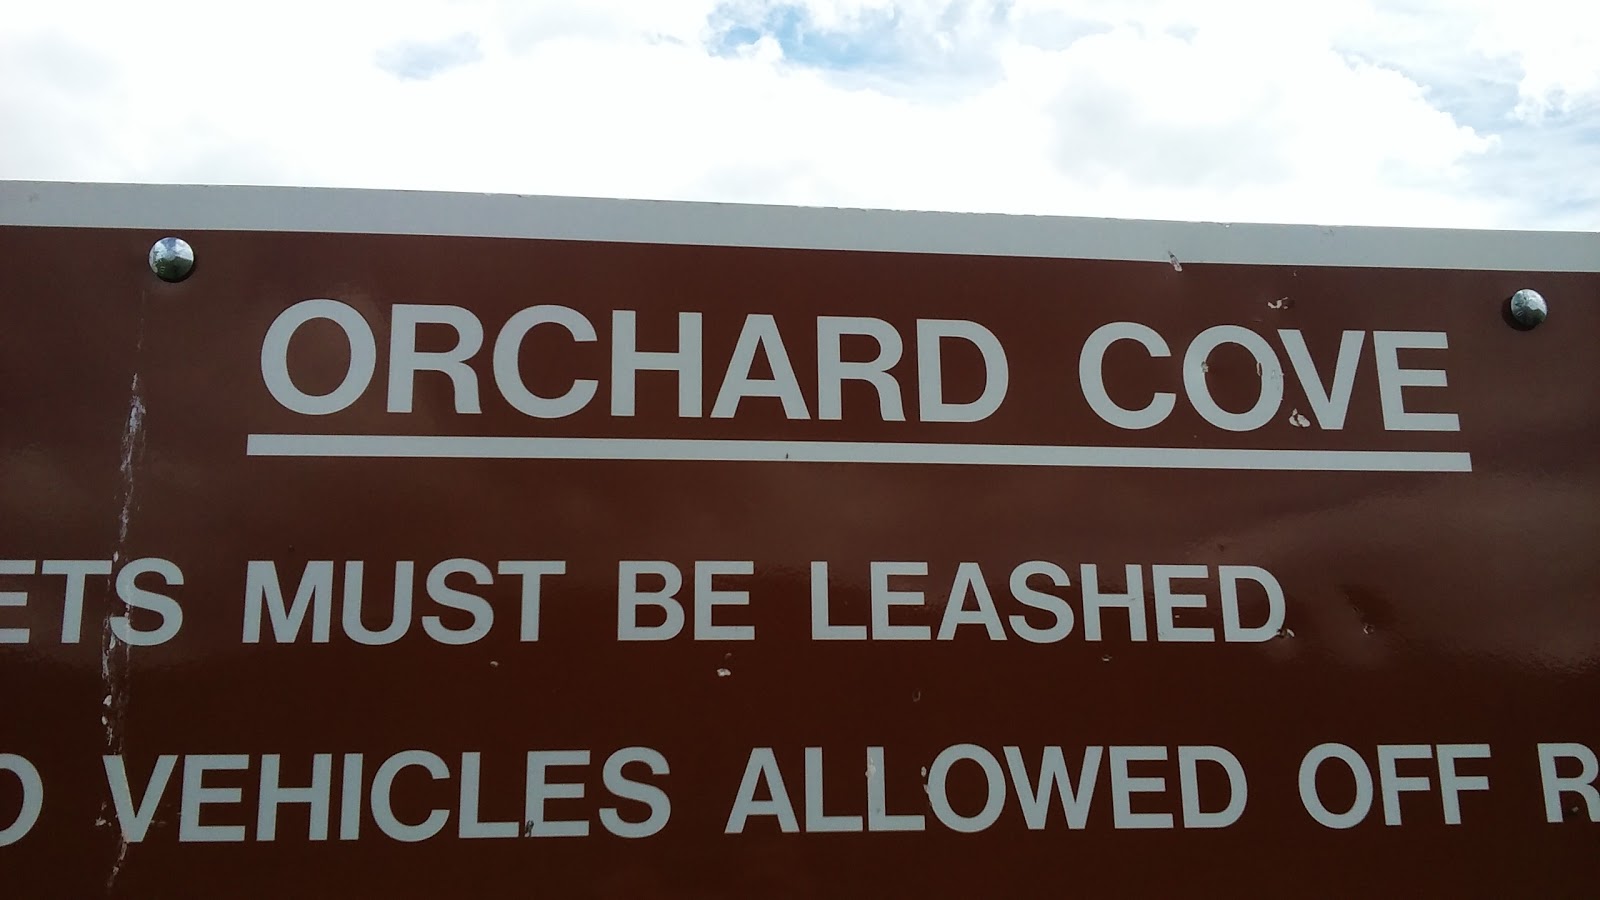 ORCHARD COVE
ETS MUST BE LEASHED
O VEHICLES ALLOWED OFF R